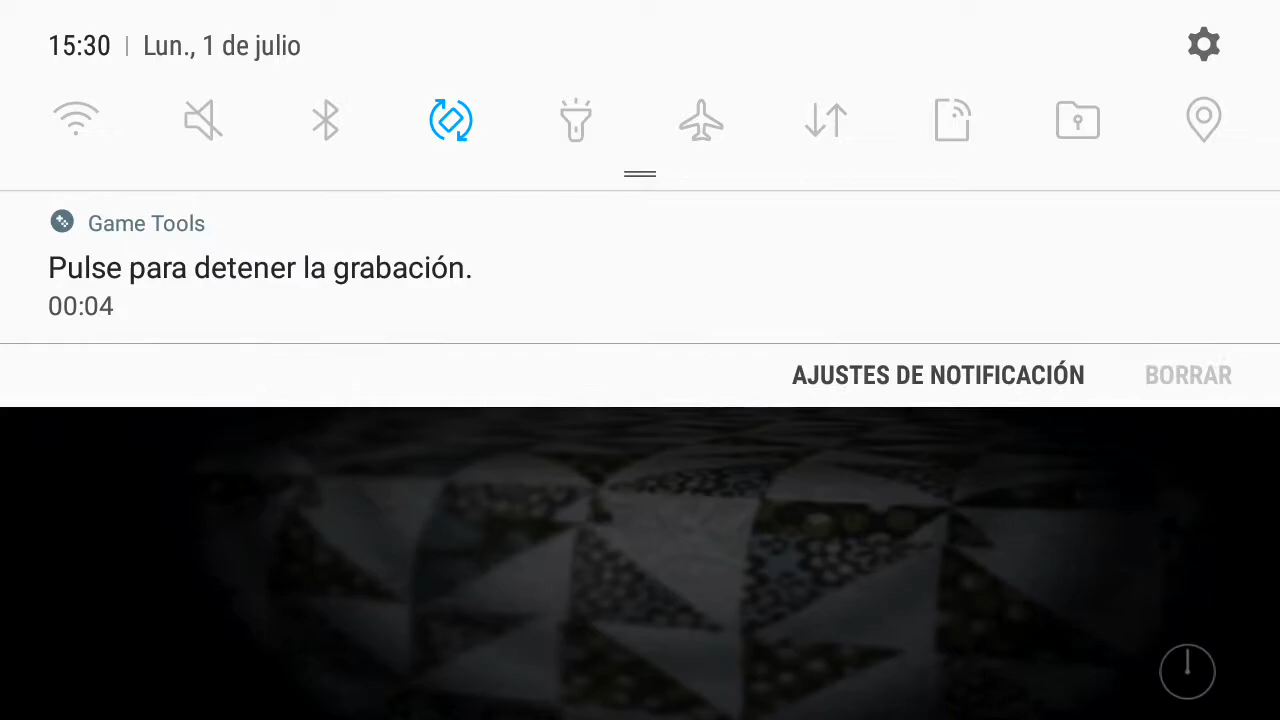 15:30 | Lun., 1 de julio
Game Tools
Pulse para detener la grabación.
00:04
AJUSTES DE NOTIFICACIÓN BORRAR